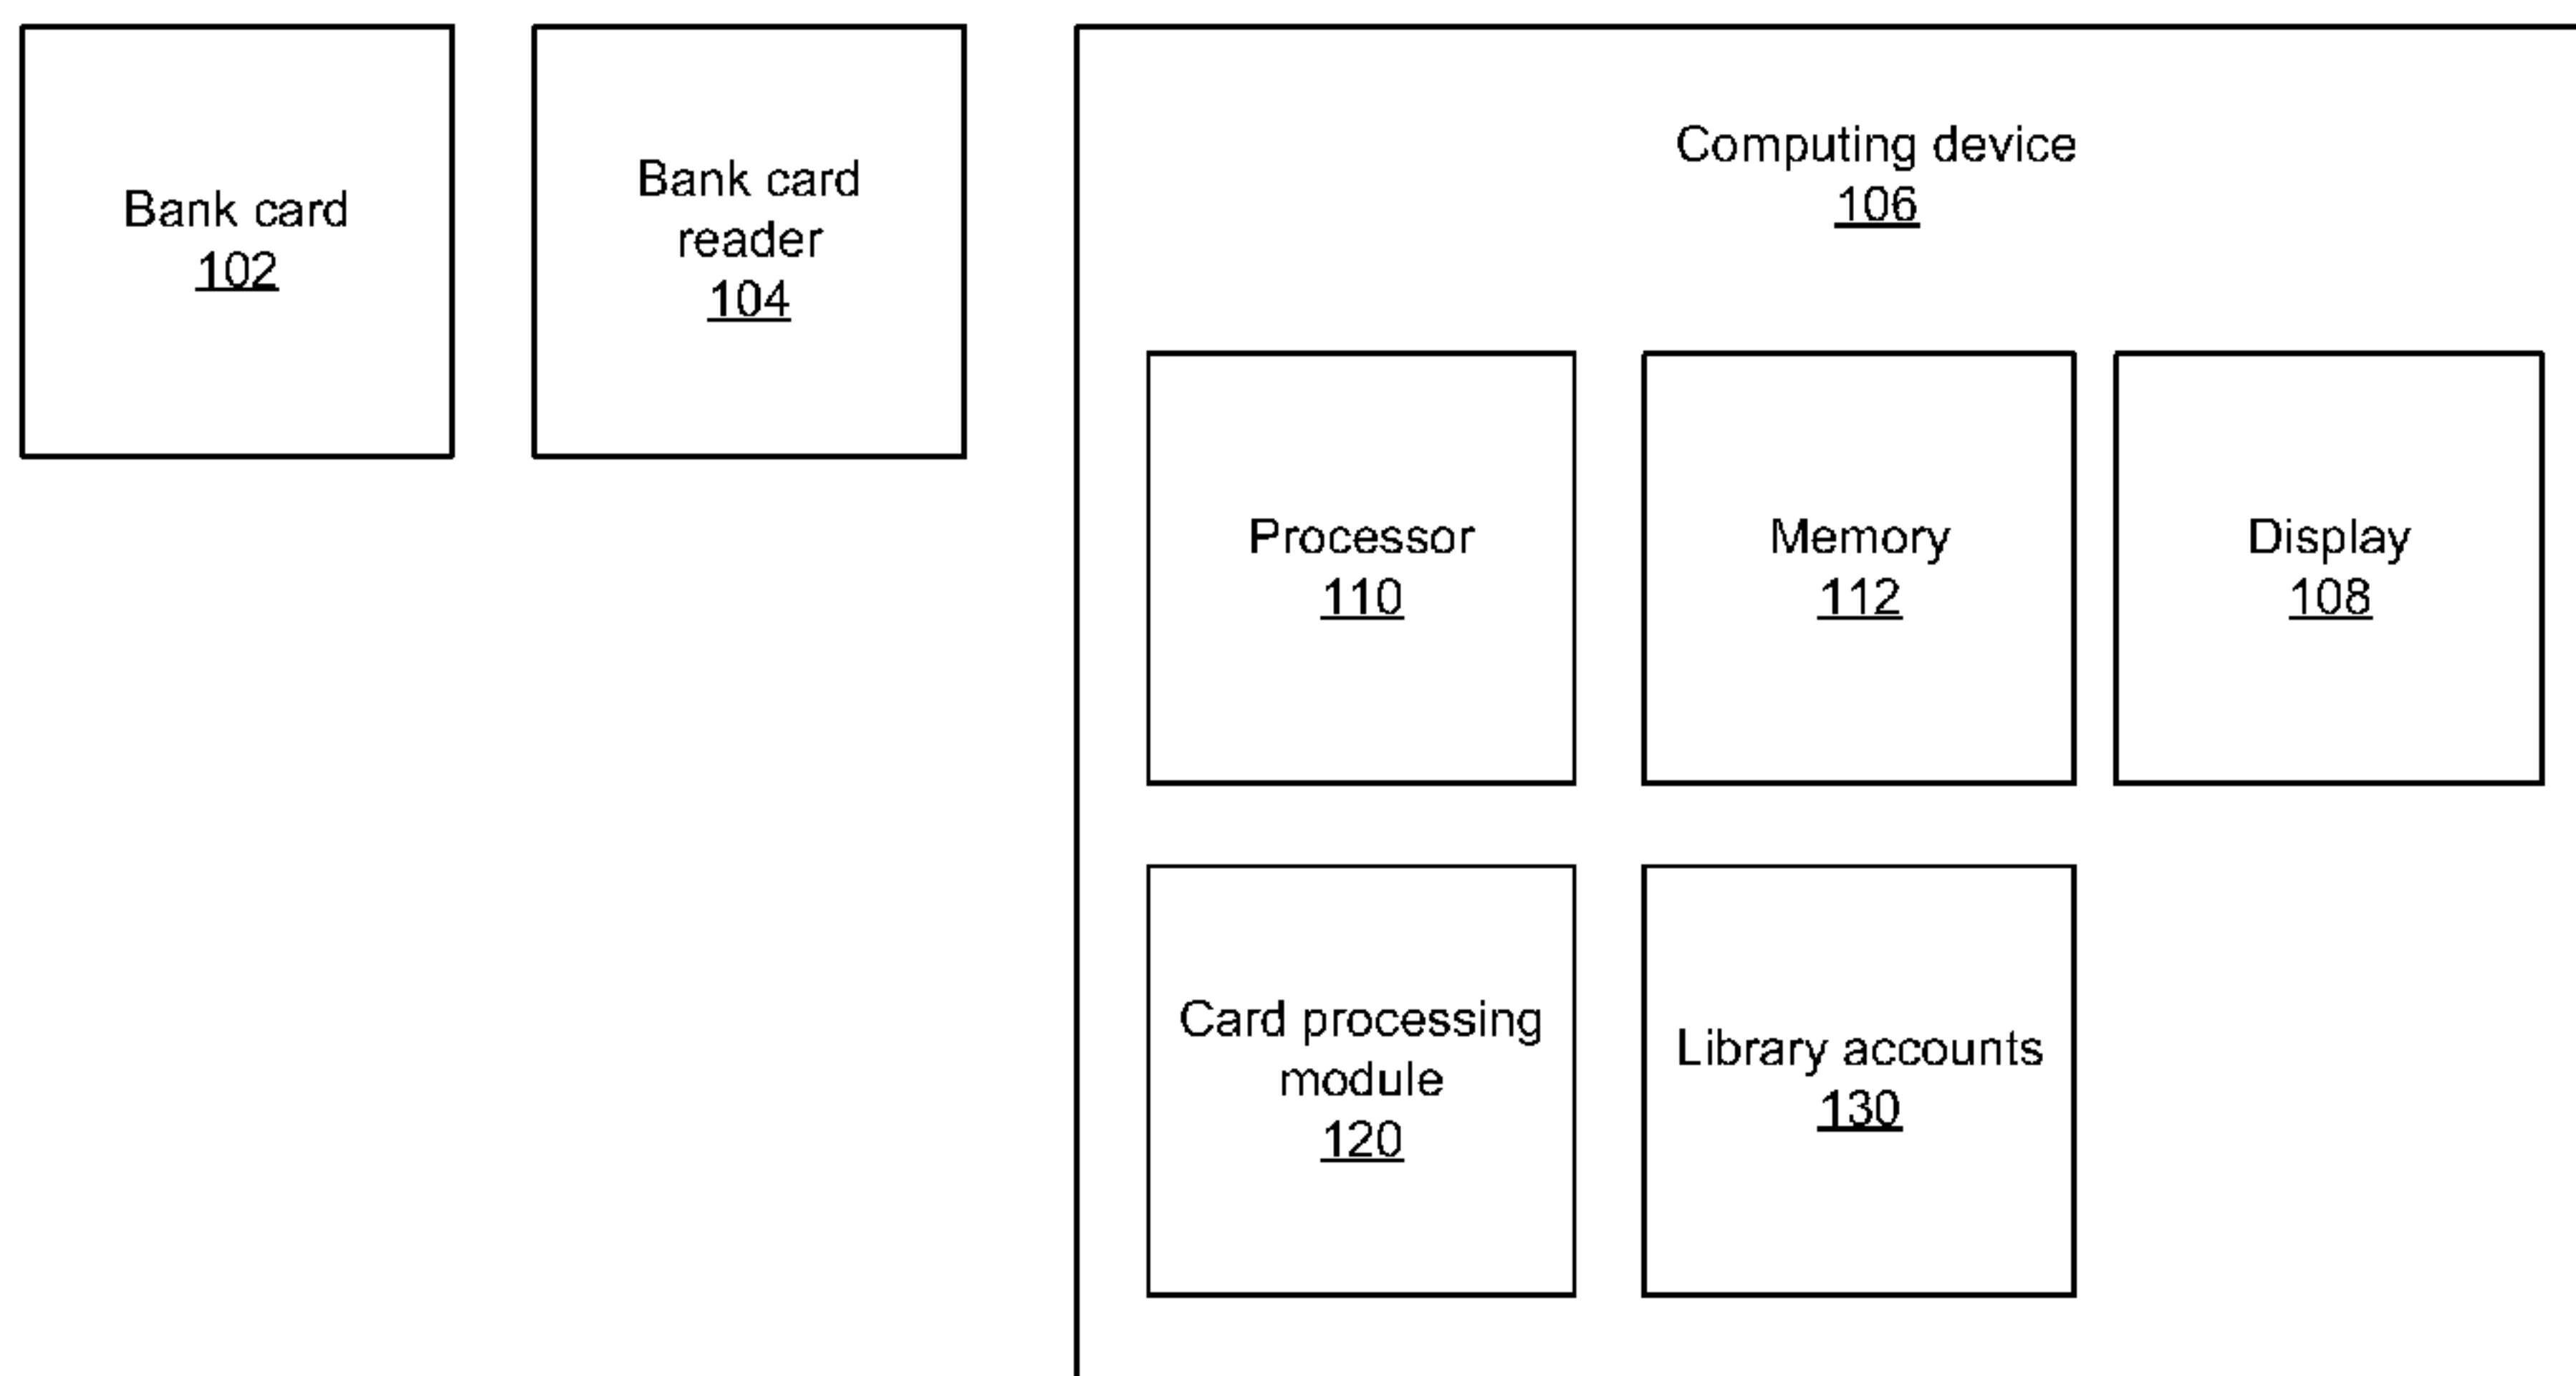 Bank card
102
Bank card
reader
104
Computing device
106
Processor
110
Memory
112
Display
108
Card processing
module
120
Library accounts
130